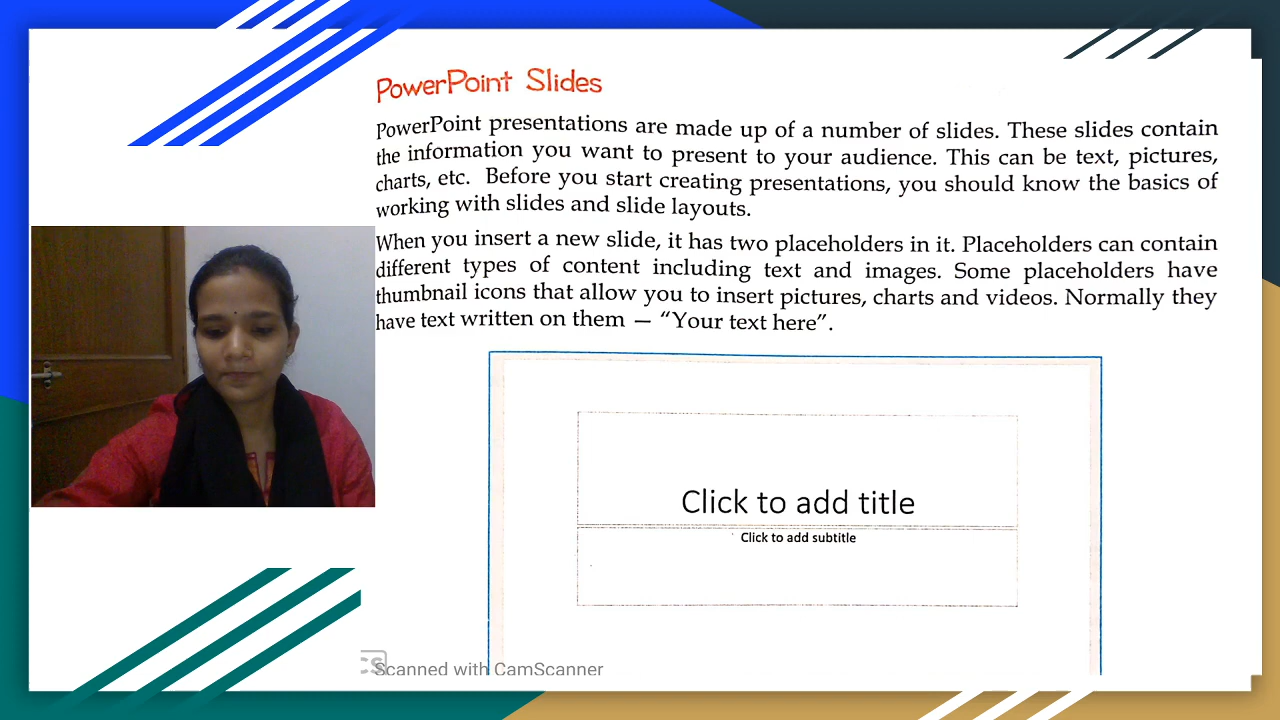 PowerPoint Slides
PowerPoint presentations are made up of a number of slides. These slides contain
the information you want to present to your audience. This can be text, pictures,
charts, etc. Before you start creating presentations, you should know the basics of
working with slides and slide layouts.
When you insert a new slide, it has two placeholders in it. Placeholders can contain
different types of content including text and images. Some placeholders have
thumbnail icons that allow you to insert pictures, charts and videos. Normally they
have text written on them — “Your text here”.
Click to add title
Click to add subtitle
CS
Scanned with CamScanner